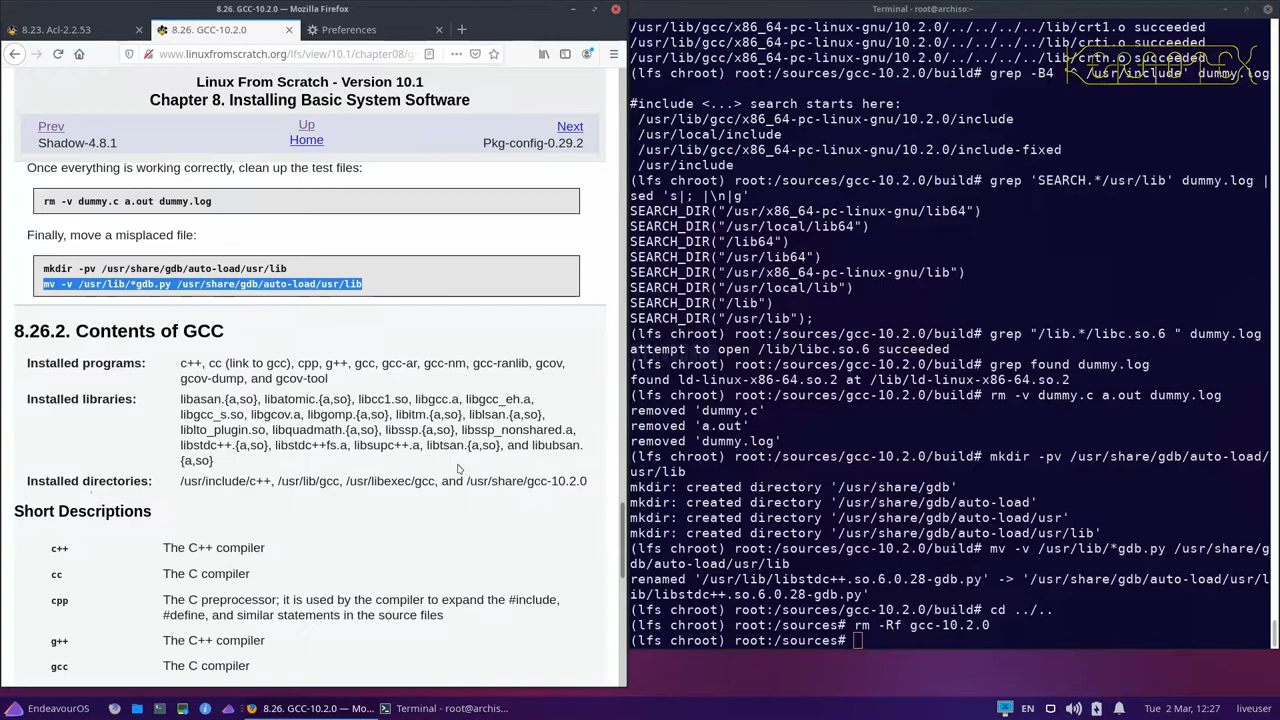 8.26. GCC-10.2.0 — Mozilla Firefox
8.23. Acl-2.2.53
8.26. GCC-10.2.0
Preferences
www.linuxfromscratch.org/lfs/view/10.1/chapter08/g
Linux From Scratch - Version 10.1
Chapter 8. Installing Basic System Software
Prev
Up
Next
Shadow-4.8.1
Home
Pkg-config-0.29.2
Once everything is working correctly, clean up the test files:
rm -v dummy.c a.out dummy.log
Finally, move a misplaced file:
mkdir -pv /usr/share/gdb/auto-load/usr/lib
mv -v /usr/lib/*gdb.py /usr/share/gdb/auto-load/usr/lib
8.26.2. Contents of GCC
Installed programs: c++, cc (link to gcc), cpp, g++, gcc, gcc-ar, gcc-nm, gcc-ranlib, gcov,
gcov-dump, and gcov-tool
Installed libraries: libasan.{a,so}, libatomic.{a,so}, libcc1.so, libgcc.a, libgcc_eh.a,
libgcc_s.so, libgcov.a, libgomp.{a,so}, libitm.{a,so}, liblsan.{a,so},
liblto_plugin.so, libquadmath.{a,so}, libssp.{a,so}, libssp_nonshared.a,
libstdc++.{a,so}, libstdc++fs.a, libsupc++.a, libtsan.{a,so}, and libubsan.
{a,so}
Installed directories: /usr/include/c++, /usr/lib/gcc, /usr/libexec/gcc, and /usr/share/gcc-10.2.0
Short Descriptions
c++ The C++ compiler
cc The C compiler
cpp The C preprocessor; it is used by the compiler to expand the #include,
#define, and similar statements in the source files
g++ The C++ compiler
gcc The C compiler
Terminal - root@archiso:~
/usr/lib/gcc/x86_64-pc-linux-gnu/10.2.0/../../../../lib/crt1.o succeeded
/usr/lib/gcc/x86_64-pc-linux-gnu/10.2.0/../../../../lib/crti.o succeeded
/usr/lib/gcc/x86_64-pc-linux-gnu/10.2.0/../../../../lib/crtn.o succeeded
(lfs chroot) root:/sources/gcc-10.2.0/build# grep -B4 '/usr/include' dummy.log
#include <...> search starts here:
/usr/lib/gcc/x86_64-pc-linux-gnu/10.2.0/include
/usr/local/include
/usr/lib/gcc/x86_64-pc-linux-gnu/10.2.0/include-fixed
/usr/include
(lfs chroot) root:/sources/gcc-10.2.0/build# grep 'SEARCH.*/usr/lib' dummy.log |
sed 's|; |\n|g'
SEARCH_DIR("/usr/x86_64-pc-linux-gnu/lib64")
SEARCH_DIR("/usr/local/lib64")
SEARCH_DIR("/lib64")
SEARCH_DIR("/usr/lib64")
SEARCH_DIR("/usr/x86_64-pc-linux-gnu/lib")
SEARCH_DIR("/usr/local/lib")
SEARCH_DIR("/lib")
SEARCH_DIR("/usr/lib");
(lfs chroot) root:/sources/gcc-10.2.0/build# grep "/lib.*/libc.so.6 " dummy.log
attempt to open /lib/libc.so.6 succeeded
(lfs chroot) root:/sources/gcc-10.2.0/build# grep found dummy.log
found ld-linux-x86-64.so.2 at /lib/ld-linux-x86-64.so.2
(lfs chroot) root:/sources/gcc-10.2.0/build# rm -v dummy.c a.out dummy.log
removed 'dummy.c'
removed 'a.out'
removed 'dummy.log'
(lfs chroot) root:/sources/gcc-10.2.0/build# mkdir -pv /usr/share/gdb/auto-load/
usr/lib
mkdir: created directory '/usr/share/gdb'
mkdir: created directory '/usr/share/gdb/auto-load'
mkdir: created directory '/usr/share/gdb/auto-load/usr'
mkdir: created directory '/usr/share/gdb/auto-load/usr/lib'
(lfs chroot) root:/sources/gcc-10.2.0/build# mv -v /usr/lib/*gdb.py /usr/share/g
db/auto-load/usr/lib
renamed '/usr/lib/libstdc++.so.6.0.28-gdb.py' -> '/usr/share/gdb/auto-load/usr/l
ib/libstdc++.so.6.0.28-gdb.py'
(lfs chroot) root:/sources/gcc-10.2.0/build# cd ../..
(lfs chroot) root:/sources# rm -Rf gcc-10.2.0
(lfs chroot) root:/sources#
EndeavourOS
8.26. GCC-10.2.0 — Mo...
Terminal - root@archis...
EN
Tue 2 Mar, 12:27
liveuser